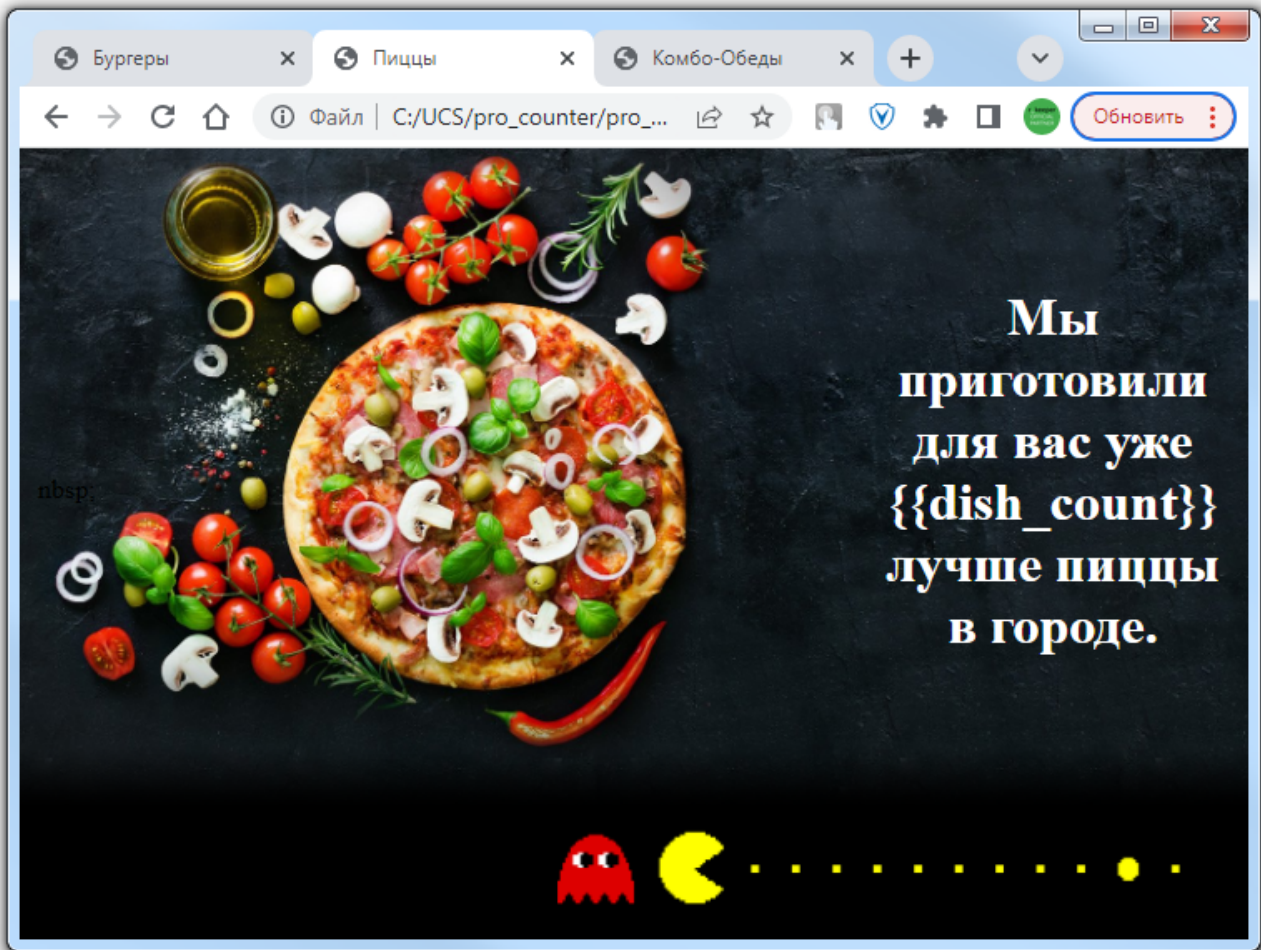 Бургеры
Пиццы
Комбо-Обеды
Файл
C:/UCS/pro_counter/pro_...
Обновить
Мы
приготовили
для вас уже
{{dish_count}}
лучше пиццы
в городе.
nbsp;